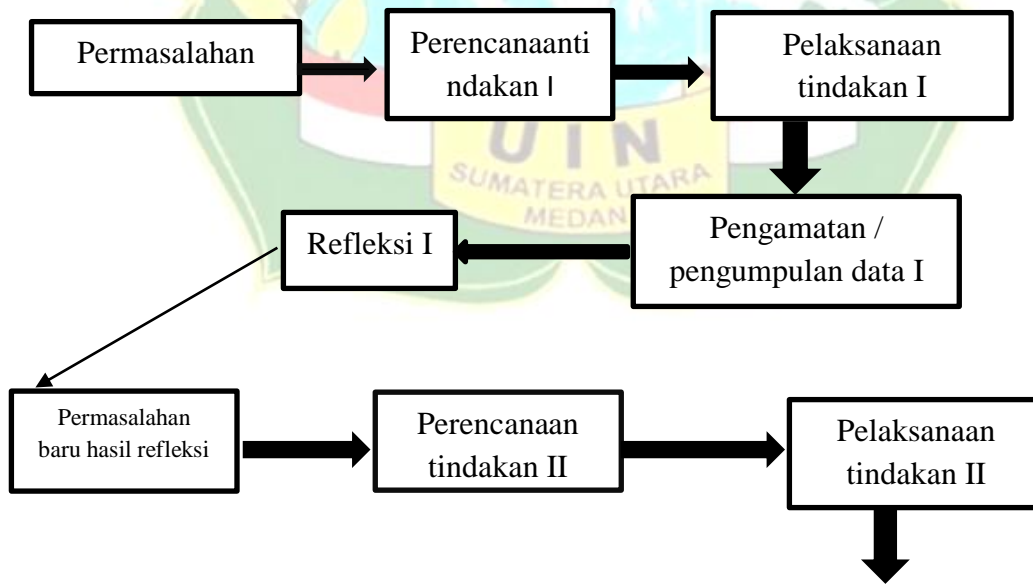 Permasalahan
Perencanaanti
ndakan I
Pelaksanaan
tindakan I
UIN
SUMATERA UTARA
MEDAN
Refleksi I
Pengamatan /
pengumpulan data I
Permasalahan
baru hasil refleksi
Perencanaan
tindakan II
Pelaksanaan
tindakan II